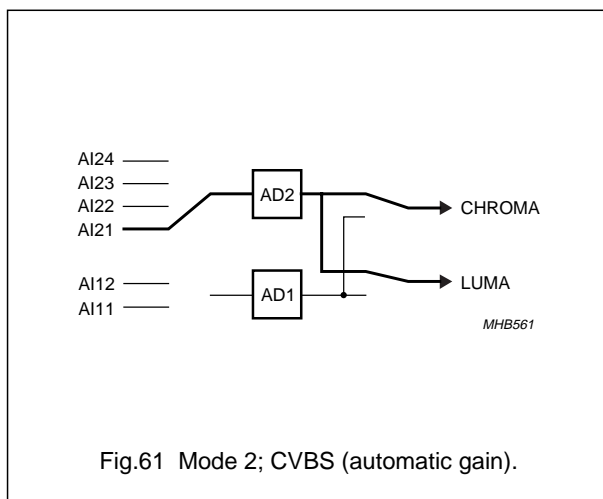 AI24
AI23
AI22
AI21
AD2
CHROMA
AI12
AI11
AD1
LUMA
MHB561
Fig.61 Mode 2; CVBS (automatic gain).